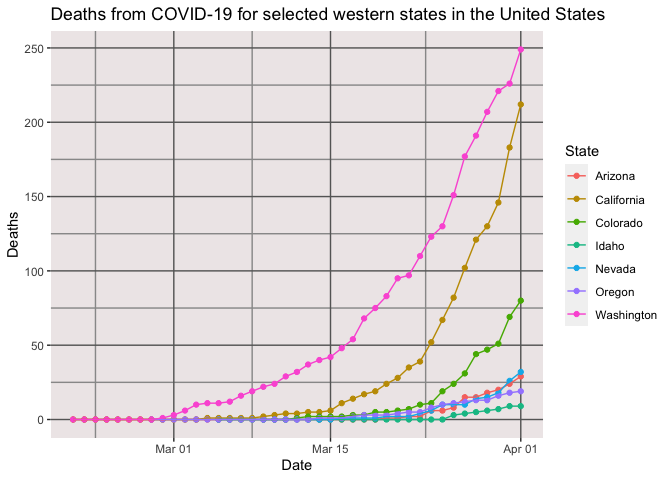 Deaths from COVID-19 for selected western states in the United States
250
200
150
100
50
0
Deaths
Mar 01
Mar 15
Apr 01
Date
State
Arizona
California
Colorado
Idaho
Nevada
Oregon
Washington